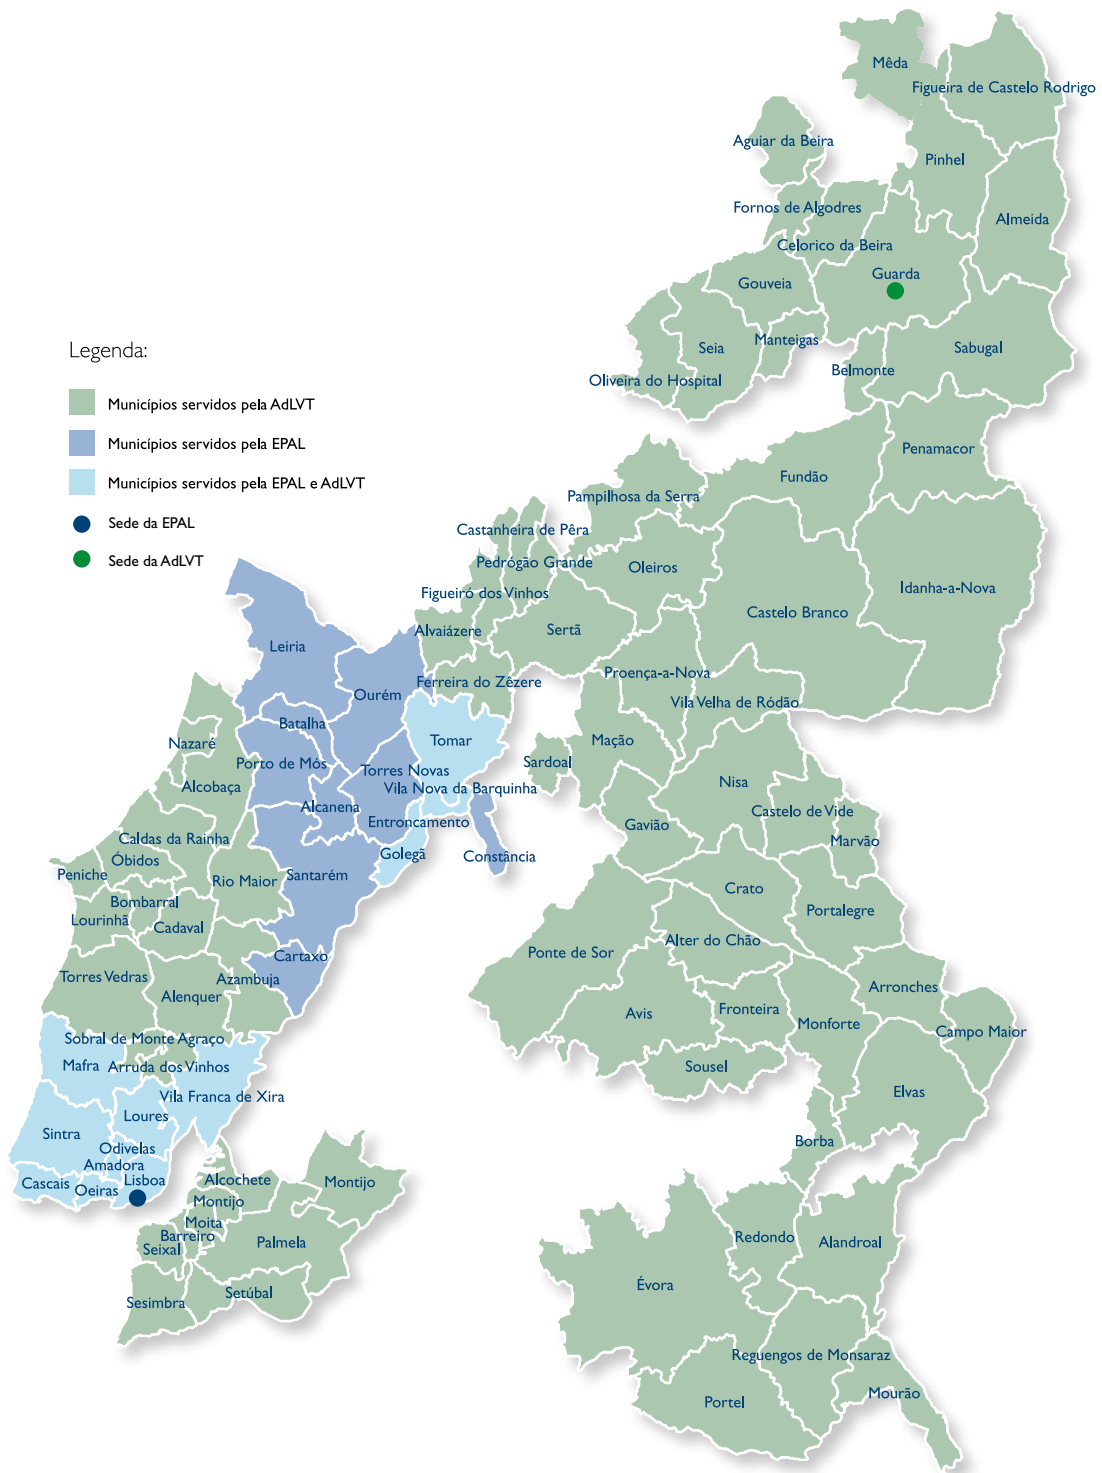 Mêda
Figueira de Castelo Rodrigo
Aguiar da Beira
Pinhel
Fornos de Algodres
Almeida
Celorico da Beira
Guarda
Gouveia
Manteigas
Seia
Sabugal
Belmonte
Oliveira do Hospital
Legenda:
Municípios servidos pela AdLVT
Municípios servidos pela EPAL
Municípios servidos pela EPAL e AdLVT
Sede da EPAL
Sede da AdLVT
Penamacor
Fundão
Pampilhosa da Serra
Castanheira de Pêra
Pedrógão Grande
Oleiros
Figueiró dos Vinhos
Idanha-a-Nova
Castelo Branco
Alvaiázere
Sertã
Leiria
Proença-a-Nova
Ferreira do Zêzere
Ourém
Vila Velha de Ródão
Batalha
Tomar
Mação
Nazaré
Porto de Mós
Torres Novas
Sardoal
Alcobaça
Vila Nova da Barquinha
Nisa
Alcanena
Castelo de Vide
Entroncamento
Gavião
Caldas da Rainha
Marvão
Óbidos
Golegã
Constância
Peniche
Rio Maior
Santarém
Crato
Bombarral
Portalegre
Lourinhã
Cadaval
Alter do Chão
Ponte de Sor
Cartaxo
Torres Vedras
Azambuja
Arronches
Alenquer
Fronteira
Avis
Monforte
Campo Maior
Sobral de Monte Agraço
Mafra
Arruda dos Vinhos
Sousel
Elvas
Vila Franca de Xira
Loures
Sintra
Borba
Odivelas
Amadora
Cascais
Oeiras
Lisboa
Alcochete
Montijo
Montijo
Moita
Barreiro
Seixal
Palmela
Redondo
Alandroal
Évora
Setúbal
Sesimbra
Reguengos de Monsaraz
Mourão
Portel